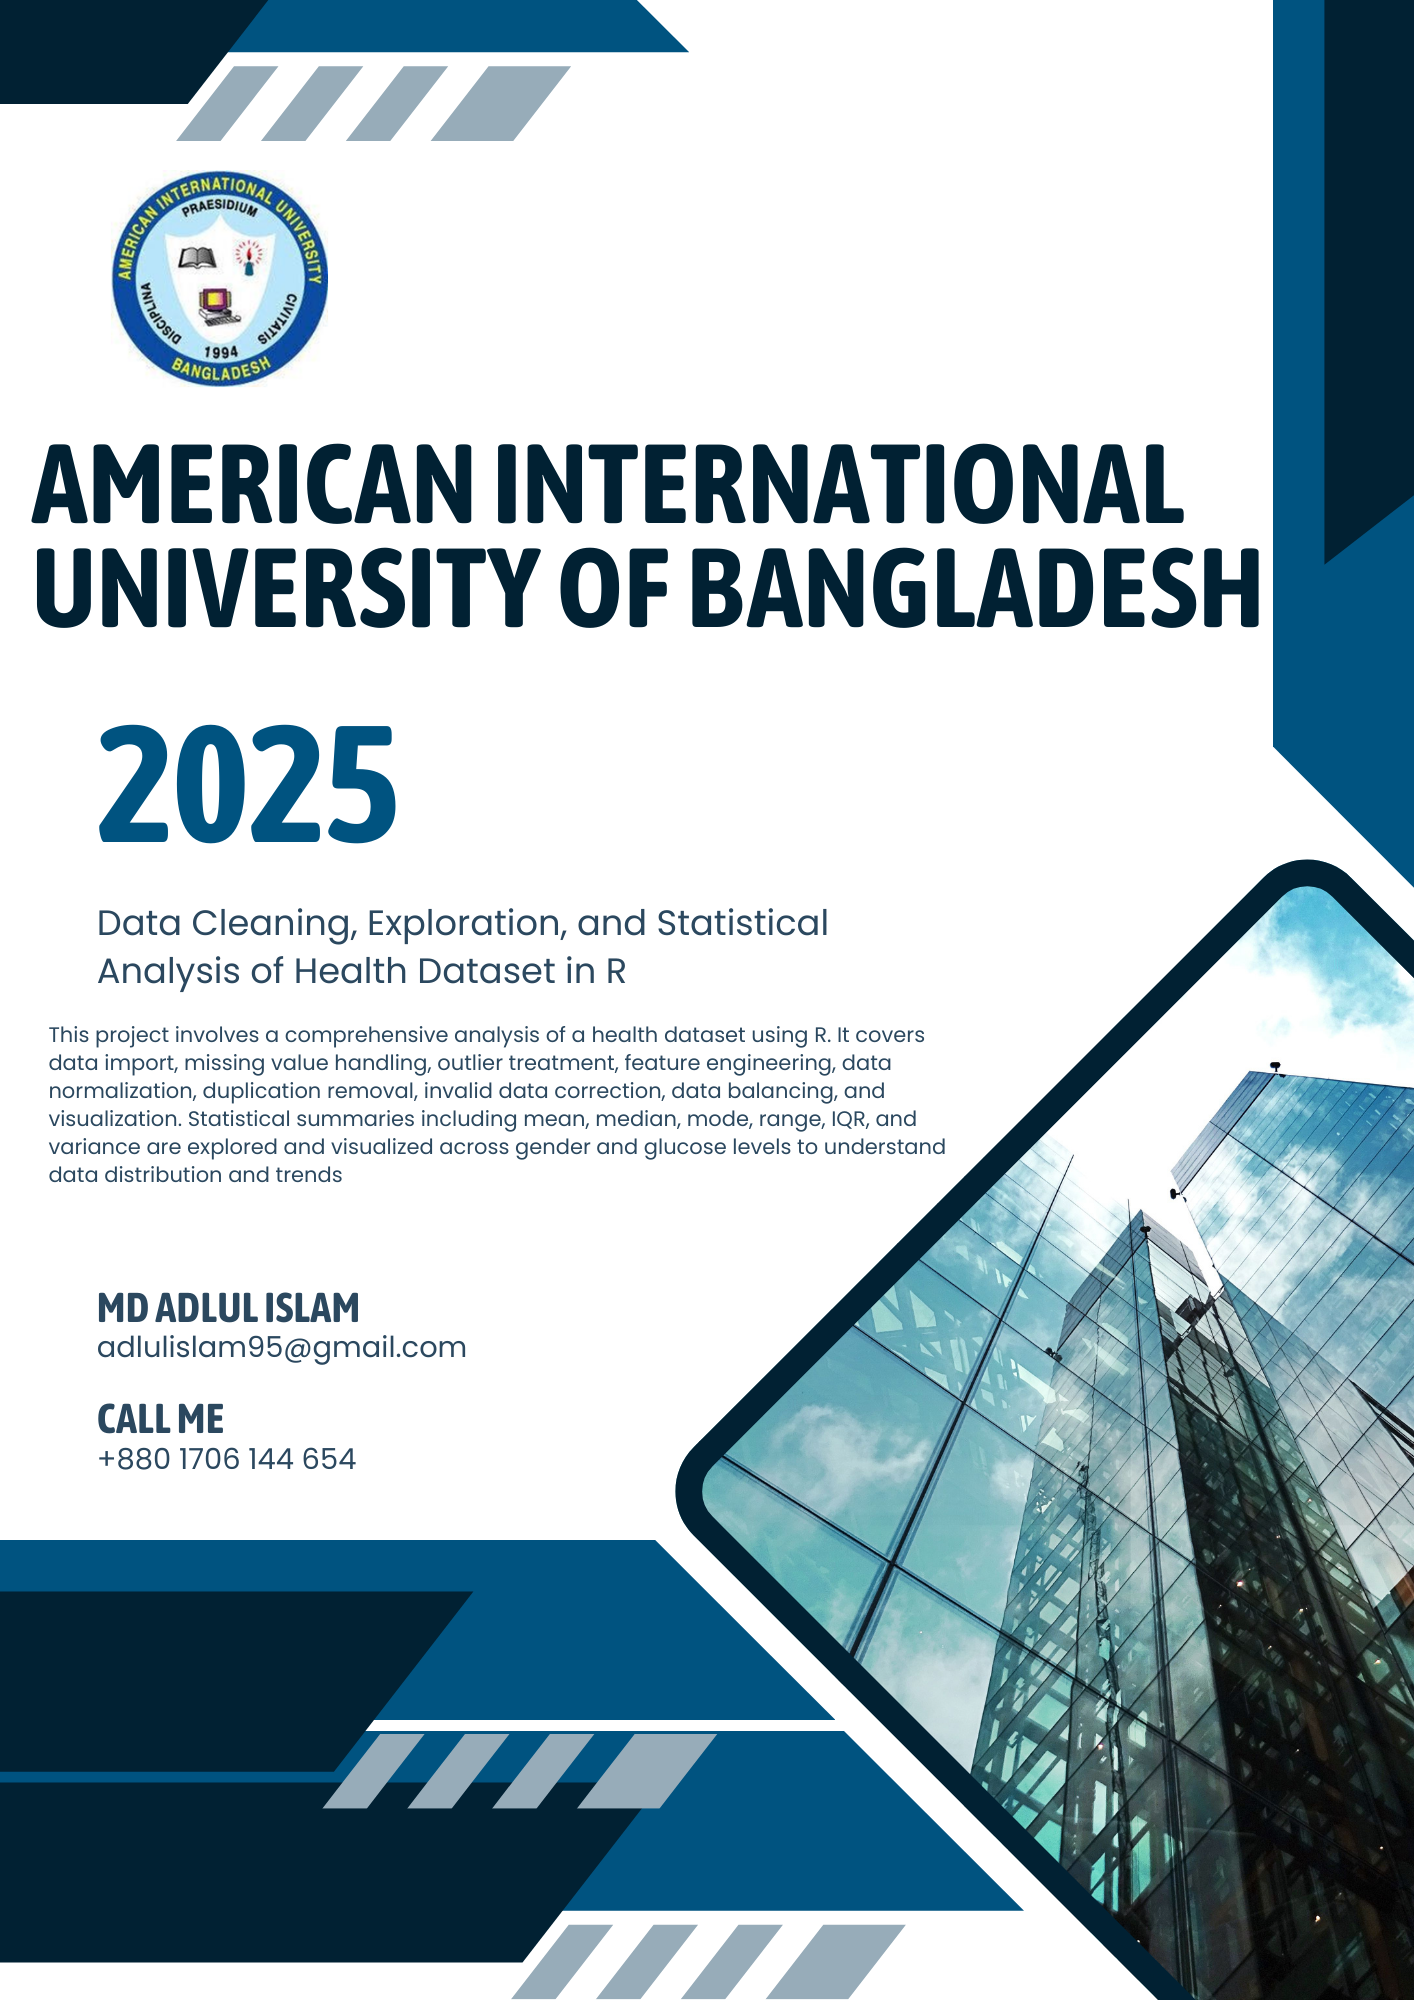 AMERICAN INTERNATIONAL UNIVERSITY
PRAESIDIUM
DISCIPLINA
CIVITATIS
1994
BANGLADESH
AMERICAN INTERNATIONAL
UNIVERSITY OF BANGLADESH
2025
Data Cleaning, Exploration, and Statistical
Analysis of Health Dataset in R
This project involves a comprehensive analysis of a health dataset using R. It covers
data import, missing value handling, outlier treatment, feature engineering, data
normalization, duplication removal, invalid data correction, data balancing, and
visualization. Statistical summaries including mean, median, mode, range, IQR, and
variance are explored and visualized across gender and glucose levels to understand
data distribution and trends
MD ADLUL ISLAM
adlulislam95@gmail.com
CALL ME
+880 1706 144 654